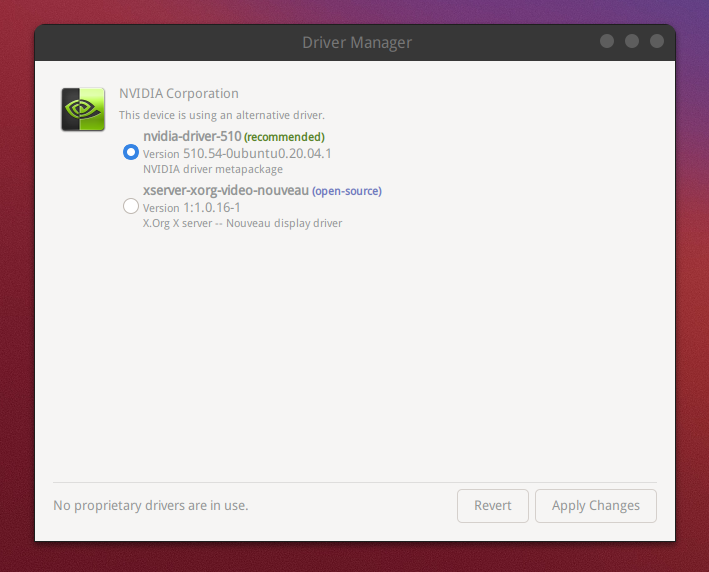 Driver Manager
NVIDIA Corporation
This device is using an alternative driver.
nvidia-driver-510 (recommended)
Version 510.54-0ubuntu0.20.04.1
NVIDIA driver metapackage
xserver-xorg-video-nouveau (open-source)
Version 1:1.0.16-1
X.Org X server -- Nouveau display driver
No proprietary drivers are in use.
Revert
Apply Changes